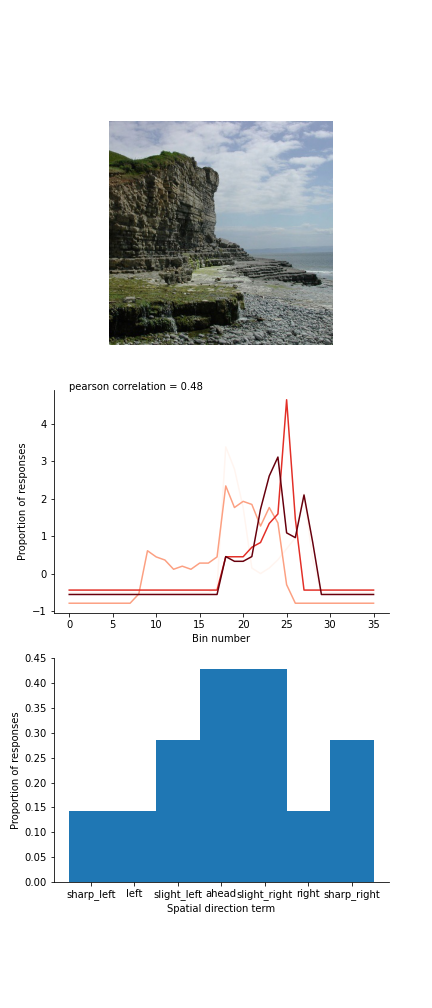 pearson correlation = 0.48
Proportion of responses
4
3
2
1
0
−1
0 5 10 15 20 25 30 35
Bin number
Proportion of responses
0.45
0.40
0.35
0.30
0.25
0.20
0.15
0.10
0.05
0.00
sharp_left left slight_left ahead slight_right right sharp_right
Spatial direction term